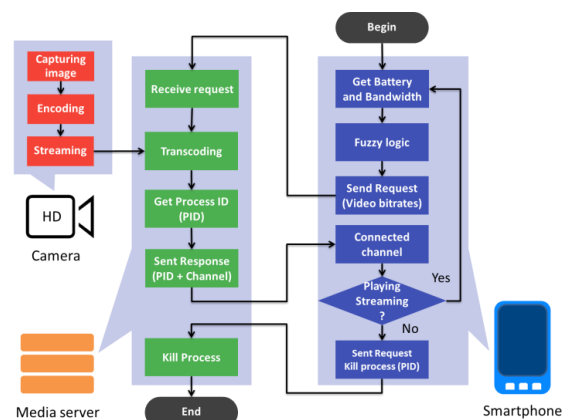 Begin
Capturing
image
Encoding
Streaming
HD
Camera
Receive request
Transcoding
Get Process ID
(PID)
Sent Response
(PID + Channel)
Kill Process
End
Media server
Get Battery
and Bandwidth
Fuzzy logic
Send Request
(Video bitrates)
Connected
channel
Playing
Streaming
?
Yes
No
Sent Request
Kill process (PID)
Smartphone